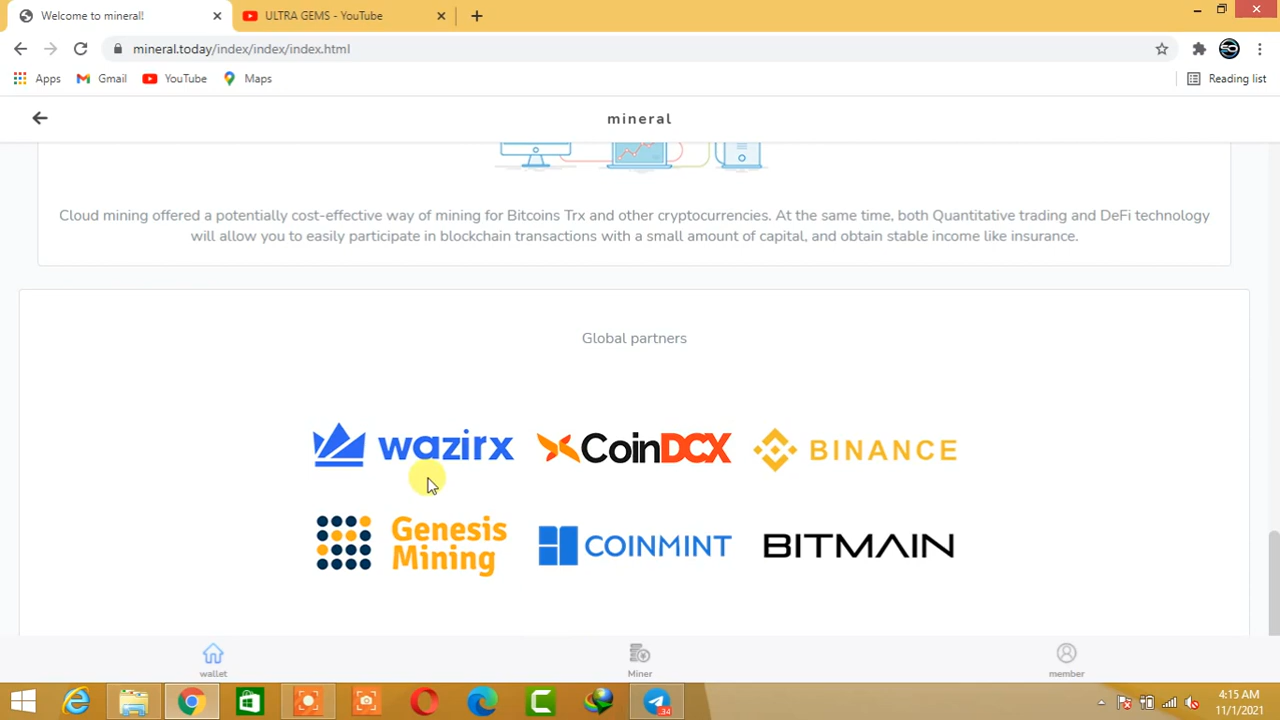 Welcome to mineral!
ULTRA GEMS - YouTube
mineral.today/index/index/index.html
Apps
Gmail
YouTube
Maps
Reading list
mineral
Cloud mining offered a potentially cost-effective way of mining for Bitcoins Trx and other cryptocurrencies. At the same time, both Quantitative trading and DeFi technology
will allow you to easily participate in blockchain transactions with a small amount of capital, and obtain stable income like insurance.
Global partners
wazirx
CoinDCX
BINANCE
Genesis
Mining
COINMINT
BITMAIN
wallet
Miner
member
34
4:15 AM
11/1/2021